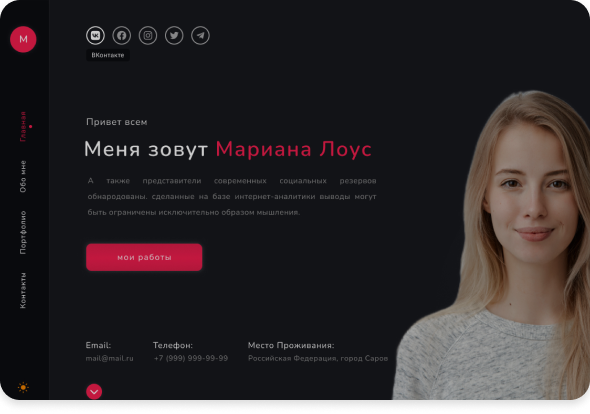 М
Главная
Обо мне
Портфолио
Контакты
ВКонтакте
Привет всем
Меня зовут Мариана Лоус
А также представители современных социальных резервов
обнародованы. сделанные на базе интернет-аналитики выводы могут
быть ограничены исключительно образом мышления.
мои работы
Email: Телефон: Место Проживания:
mail@mail.ru +7 (999) 999-99-99 Российская Федерация, город Саров